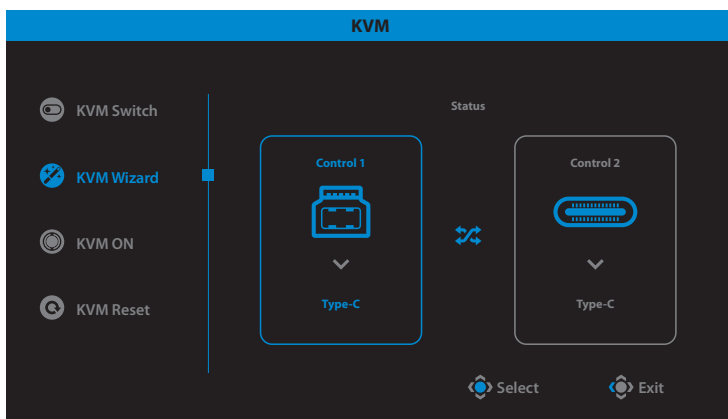 KVM
KVM Switch
KVM Wizard
KVM ON
KVM Reset
Status
Control 1
Type-C
Control 2
Type-C
Select
Exit